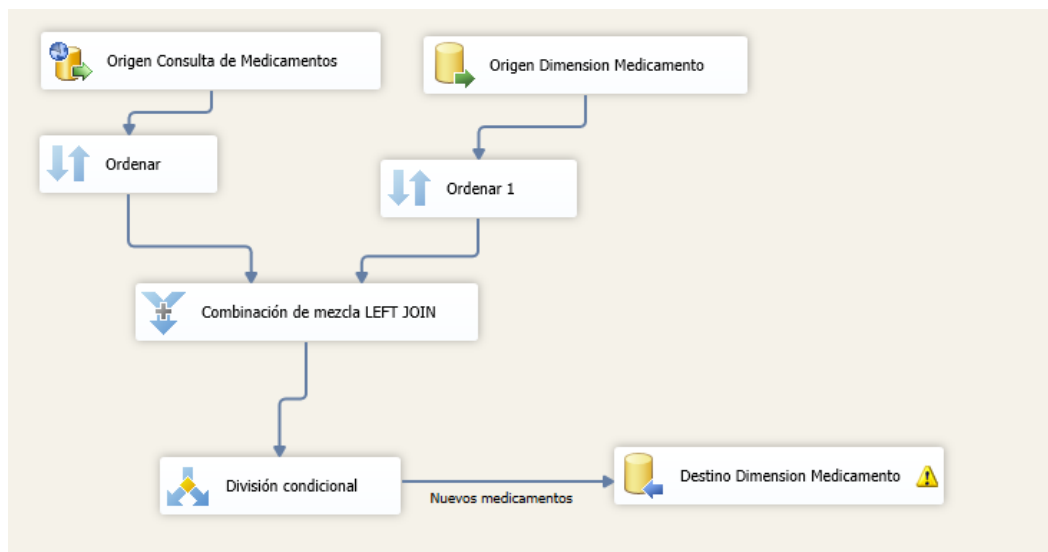 Origen Consulta de Medicamentos
Origen Dimension Medicamento
Ordenar
Ordenar 1
Combinación de mezcla LEFT JOIN
División condicional
Nuevos medicamentos
Destino Dimension Medicamento